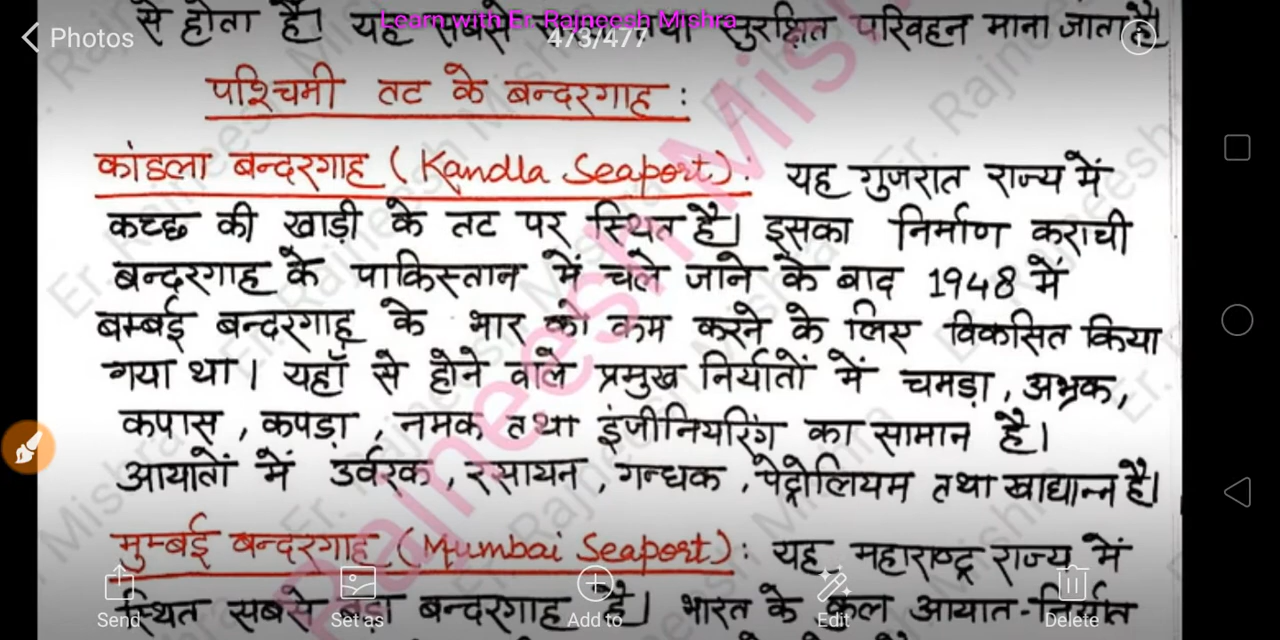 Learn with Er. Rajneesh Mishra
से होता है। यह सबसे तथा सुरक्षित परिवहन माना जाता है।
Photos
473/477
पश्चिमी तट के बन्दरगाह :
कांडला बन्दरगाह (Kandla Seaport) : यह गुजरात राज्य में
कच्छ की खाड़ी के तट पर स्थित है। इसका निर्माण कराची
बन्दरगाह के पाकिस्तान में चले जाने के बाद 1948 में
बम्बई बन्दरगाह के भार को कम करने के लिए विकसित किया
गया था। यहाँ से होने वाले प्रमुख निर्यातों में चमड़ा, अभ्रक,
कपास, कपड़ा, नमक तथा इंजीनियरिंग का सामान है।
आयातों में उर्वरक, रसायन, गन्धक, पेट्रोलियम तथा खाद्यान्न है।
मुम्बई बन्दरगाह (Mumbai Seaport) : यह महाराष्ट्र राज्य में
स्थित सबसे बड़ा बन्दरगाह है। भारत के कुल आयात-निर्यात
Send
Set as
Add to
Edit
Delete
Rajneesh Mishra